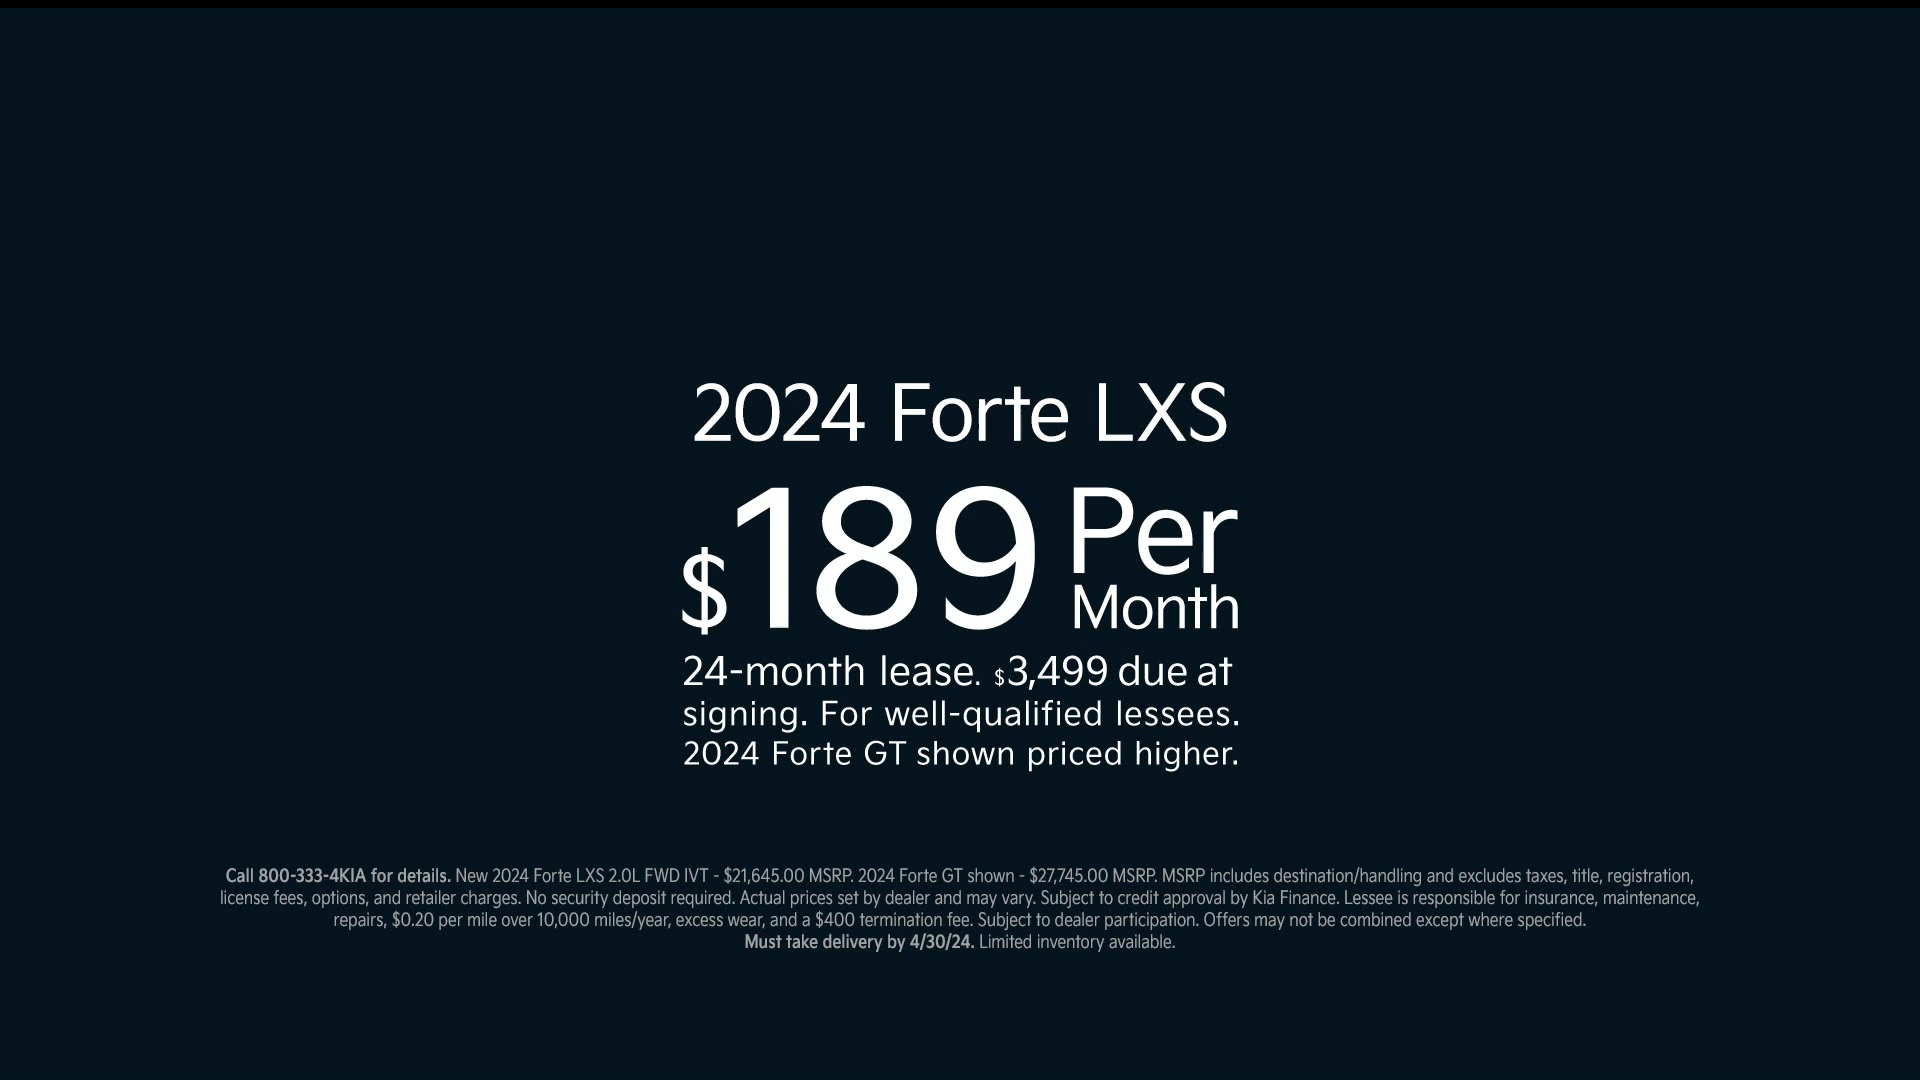 2024 Forte LXS
$189 Per
Month
24-month lease. $3,499 due at
signing. For well-qualified lessees.
2024 Forte GT shown priced higher.
Call 800-333-4KIA for details. New 2024 Forte LXS 2.0L FWD IVT - $21,645.00 MSRP. 2024 Forte GT shown - $27,745.00 MSRP. MSRP includes destination/handling and excludes taxes, title, registration,
license fees, options, and retailer charges. No security deposit required. Actual prices set by dealer and may vary. Subject to credit approval by Kia Finance. Lessee is responsible for insurance, maintenance,
repairs, $0.20 per mile over 10,000 miles/year, excess wear, and a $400 termination fee. Subject to dealer participation. Offers may not be combined except where specified.
Must take delivery by 4/30/24. Limited inventory available.